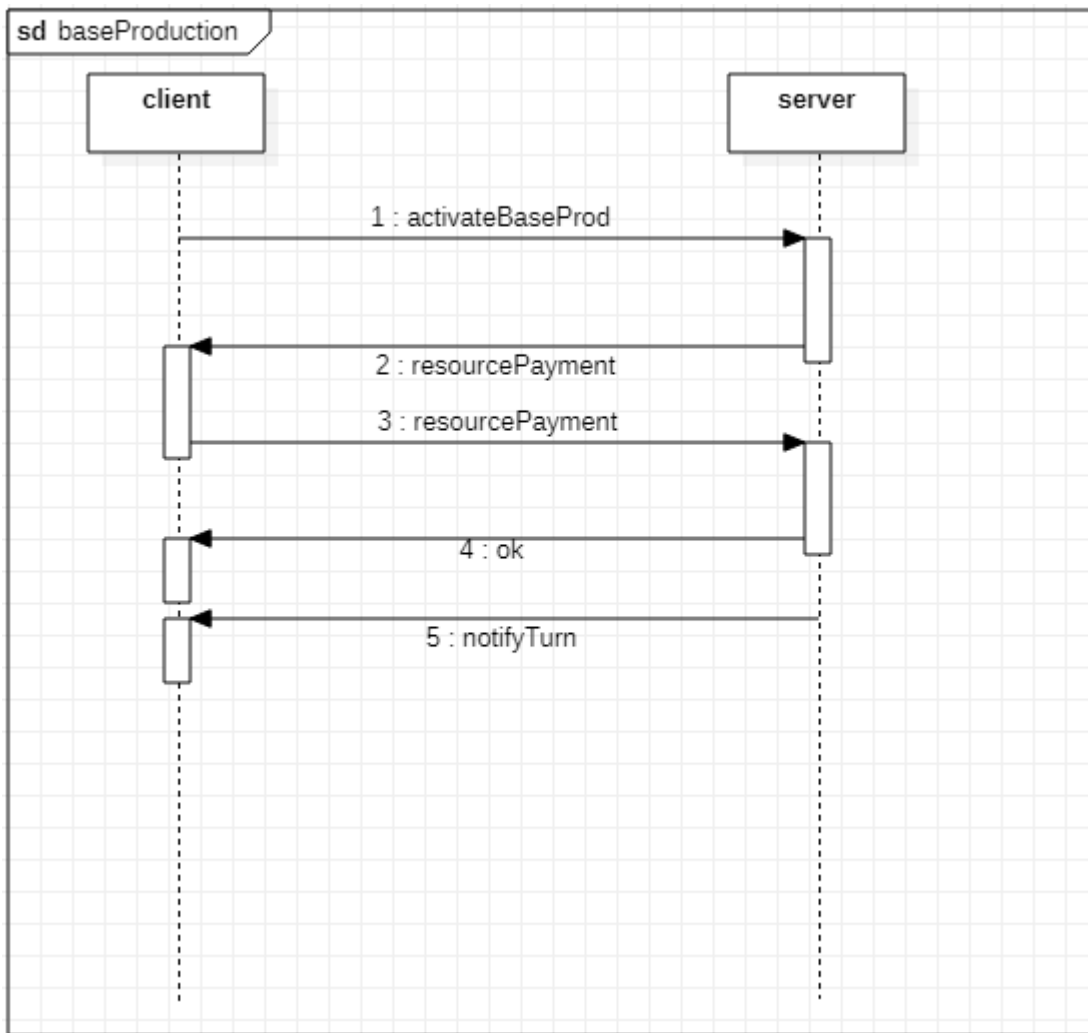 sd baseProduction
client
server
1 : activateBaseProd
2 : resourcePayment
3 : resourcePayment
4 : ok
5 : notifyTurn